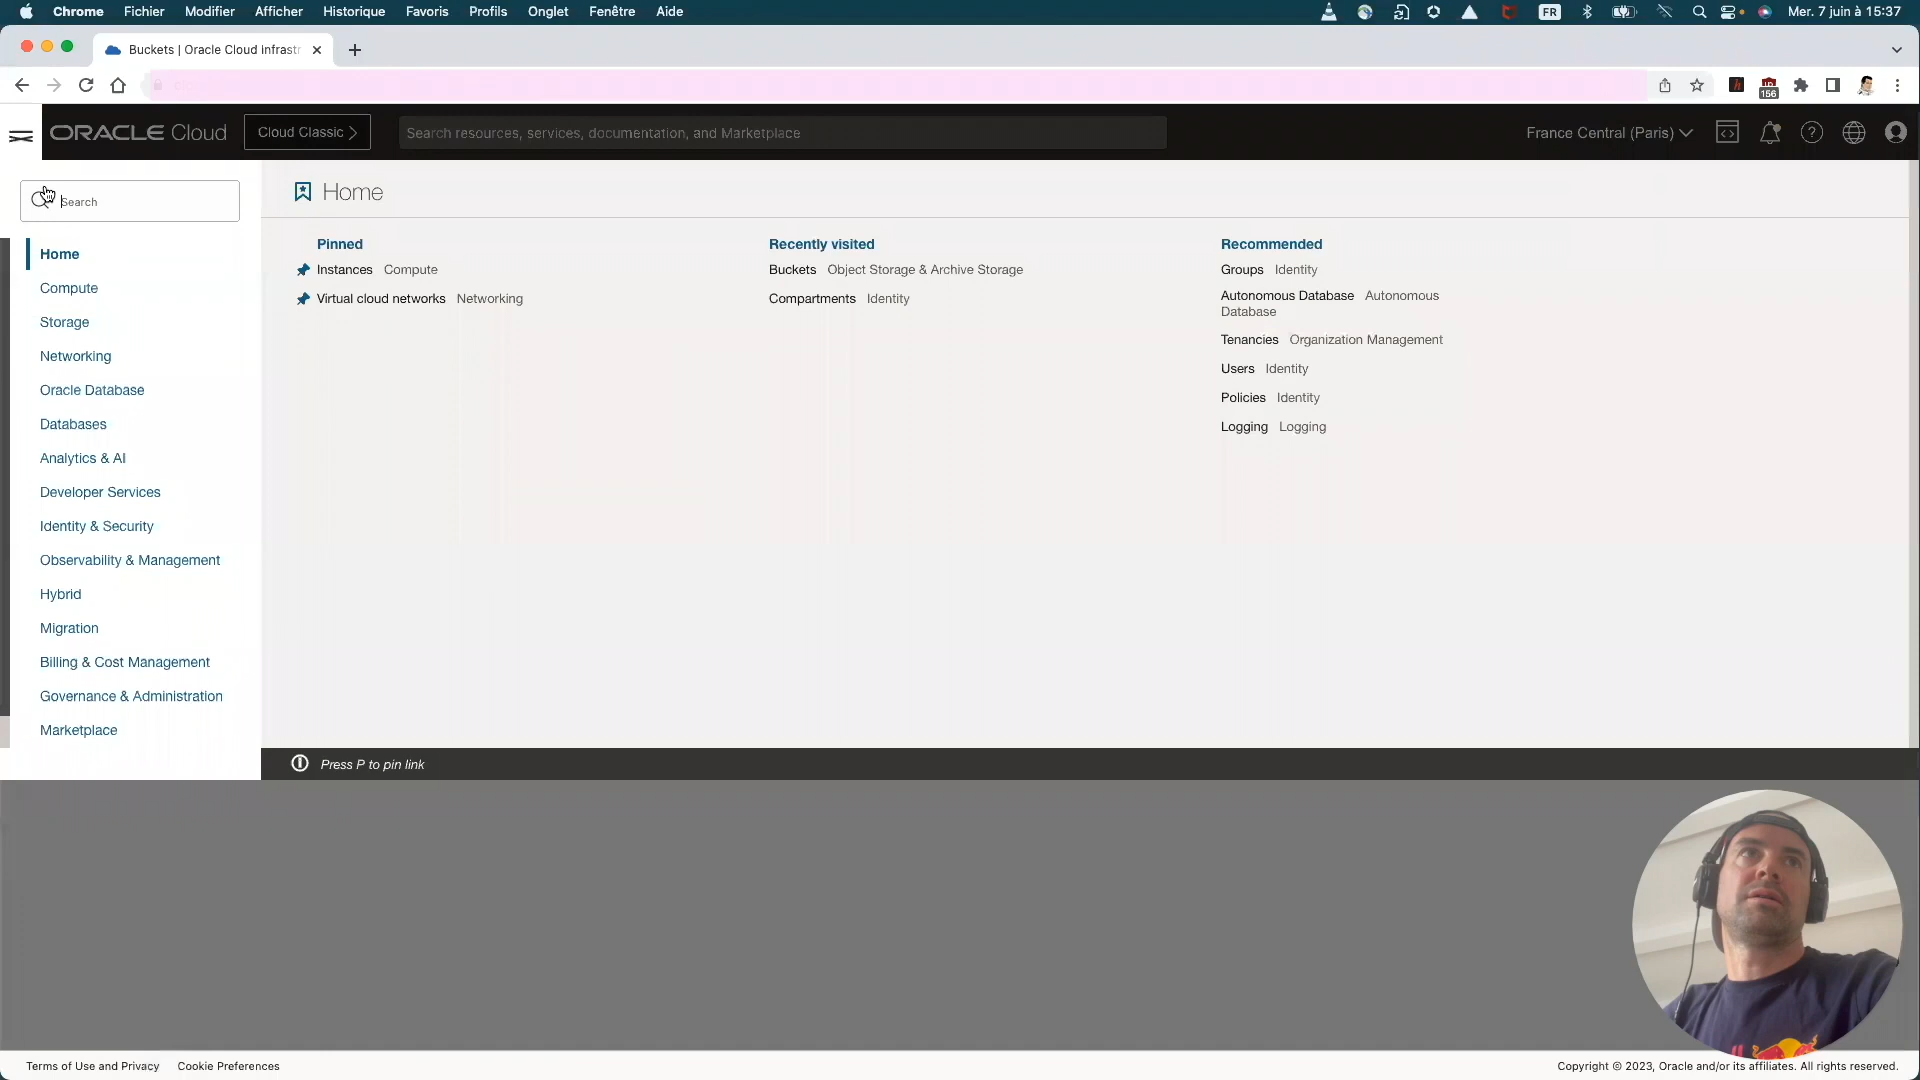 Chrome Fichier Modifier Afficher Historique Favoris Profils Onglet Fenêtre Aide FR Mer. 7 juin à 15:37
Buckets | Oracle Cloud Infrastr
156
ORACLE Cloud Cloud Classic Search resources, services, documentation, and Marketplace France Central (Paris)
Search
Home
Compute
Storage
Networking
Oracle Database
Databases
Analytics & AI
Developer Services
Identity & Security
Observability & Management
Hybrid
Migration
Billing & Cost Management
Governance & Administration
Marketplace
Home
Pinned
Instances Compute
Virtual cloud networks Networking
Recently visited
Buckets Object Storage & Archive Storage
Compartments Identity
Recommended
Groups Identity
Autonomous Database Autonomous
Database
Tenancies Organization Management
Users Identity
Policies Identity
Logging Logging
Press P to pin link
Terms of Use and Privacy Cookie Preferences Copyright © 2023, Oracle and/or its affiliates. All rights reserved.